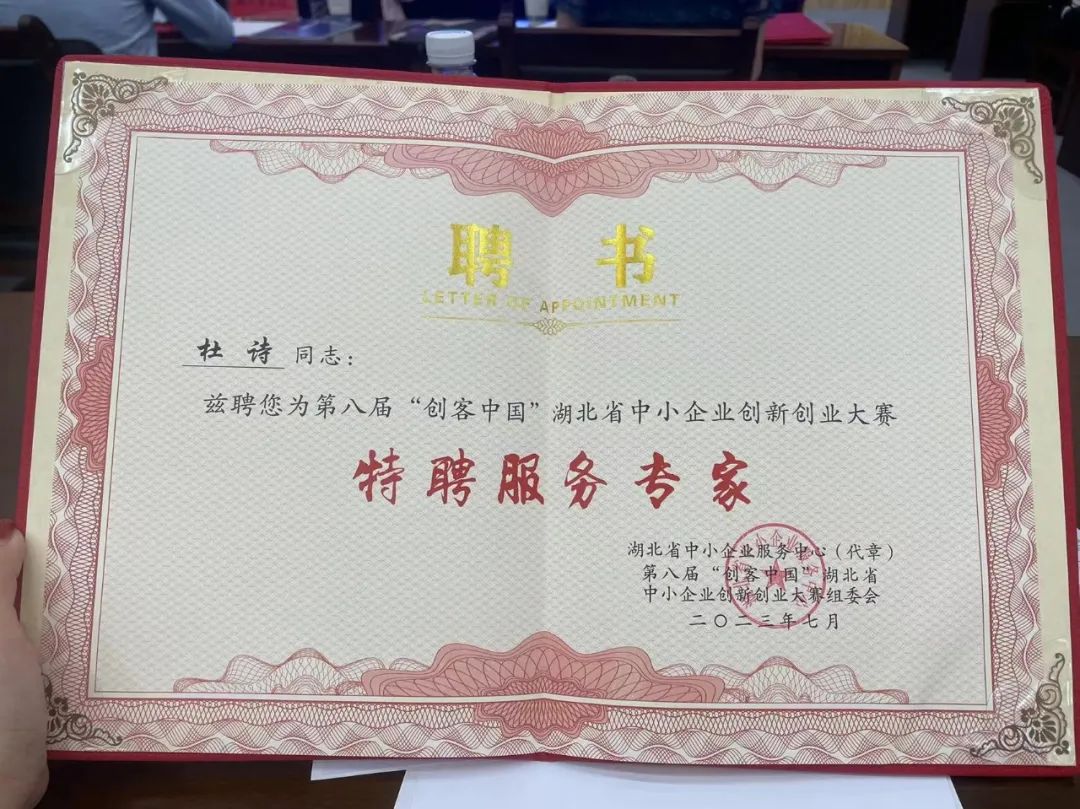 聘书
LETTER OF APPOINTMENT
杜诗 同志：
兹聘您为第八届“创客中国”湖北省中小企业创新创业大赛
特聘服务专家
湖北省中小企业服务中心（代章）
第八届“创客中国”湖北省
中小企业创新创业大赛组委会
二〇二三年七月